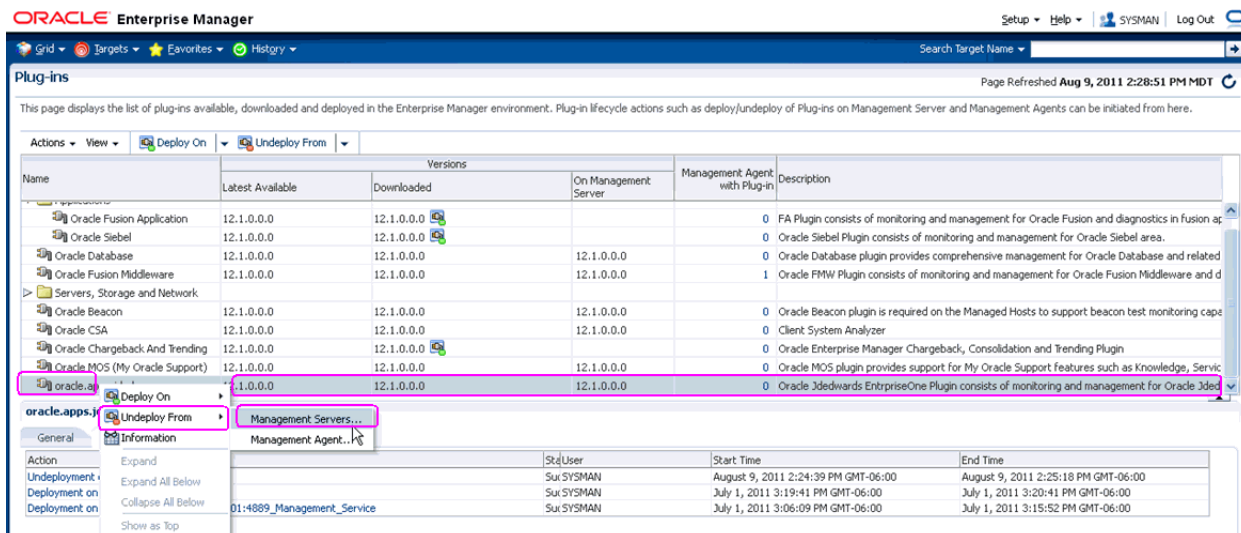 ORACLE Enterprise Manager
Setup Help SYSMAN Log Out
Grid Targets Favorites History Search Target Name
Plug-ins
Page Refreshed Aug 9, 2011 2:28:51 PM MDT
This page displays the list of plug-ins available, downloaded and deployed in the Enterprise Manager environment. Plug-in lifecycle actions such as deploy/undeploy of Plug-ins on Management Server and Management Agents can be initiated from here.
Actions View Deploy On Undeploy From
Name Versions Management Agent with Plug-in Description
Latest Available Downloaded On Management Server
Oracle Fusion Application 12.1.0.0.0 12.1.0.0.0 0 FA Plugin consists of monitoring and management for Oracle Fusion and diagnostics in fusion ap
Oracle Siebel 12.1.0.0.0 12.1.0.0.0 0 Oracle Siebel Plugin consists of monitoring and management for Oracle Siebel area.
Oracle Database 12.1.0.0.0 12.1.0.0.0 12.1.0.0.0 0 Oracle Database plugin provides comprehensive management for Oracle Database and related
Oracle Fusion Middleware 12.1.0.0.0 12.1.0.0.0 12.1.0.0.0 1 Oracle FMW Plugin consists of monitoring and management for Oracle Fusion Middleware and d
Servers, Storage and Network
Oracle Beacon 12.1.0.0.0 12.1.0.0.0 12.1.0.0.0 0 Oracle Beacon plugin is required on the Managed Hosts to support beacon test monitoring capa
Oracle CSA 12.1.0.0.0 12.1.0.0.0 12.1.0.0.0 0 Client System Analyzer
Oracle Chargeback And Trending 12.1.0.0.0 12.1.0.0.0 0 Oracle Enterprise Manager Chargeback, Consolidation and Trending Plugin
Oracle MOS (My Oracle Support) 12.1.0.0.0 12.1.0.0.0 12.1.0.0.0 0 Oracle MOS plugin provides support for My Oracle Support features such as Knowledge, Servic
oracle.ap .1.0.0.0 12.1.0.0.0 12.1.0.0.0 0 Oracle Jdedwards EntrpriseOne Plugin consists of monitoring and management for Oracle Jded
Deploy On
oracle.apps.j Undeploy From Management Servers...
General Information Management Agent..
Action Expand Sta User Start Time End Time
Undeployment Expand All Below Suc SYSMAN August 9, 2011 2:24:39 PM GMT-06:00 August 9, 2011 2:25:18 PM GMT-06:00
Deployment on Suc SYSMAN July 1, 2011 3:19:41 PM GMT-06:00 July 1, 2011 3:20:41 PM GMT-06:00
Collapse All Below
Deployment on 01:4889_Management_Service Suc SYSMAN July 1, 2011 3:06:09 PM GMT-06:00 July 1, 2011 3:15:52 PM GMT-06:00
Show as Top